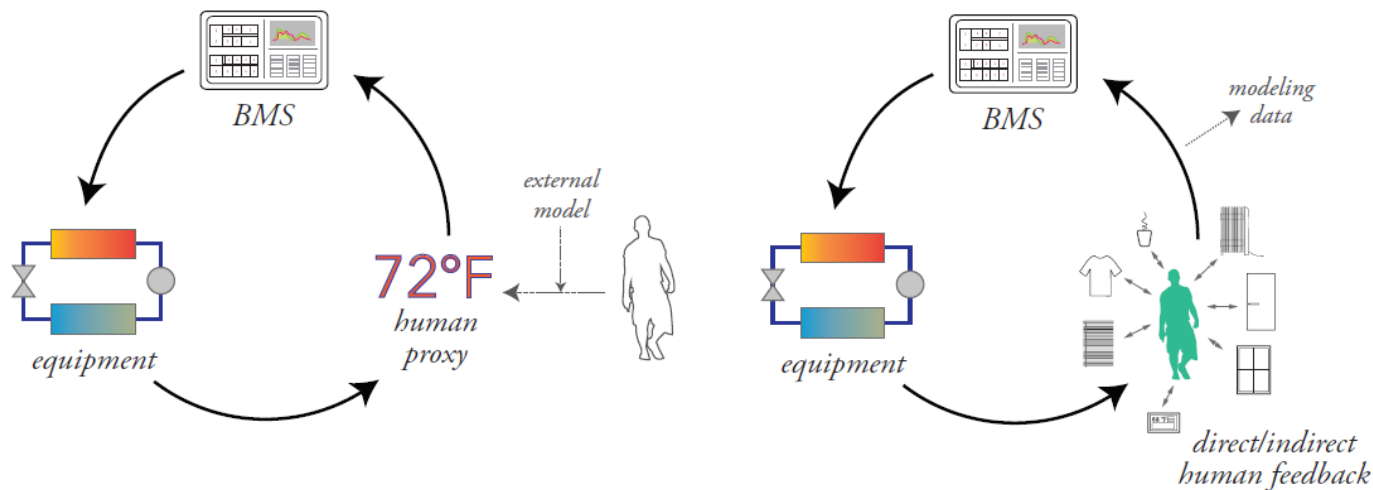 BMS
external
model
72°F
human
proxy
equipment
BMS
modeling
data
equipment
direct/indirect
human feedback